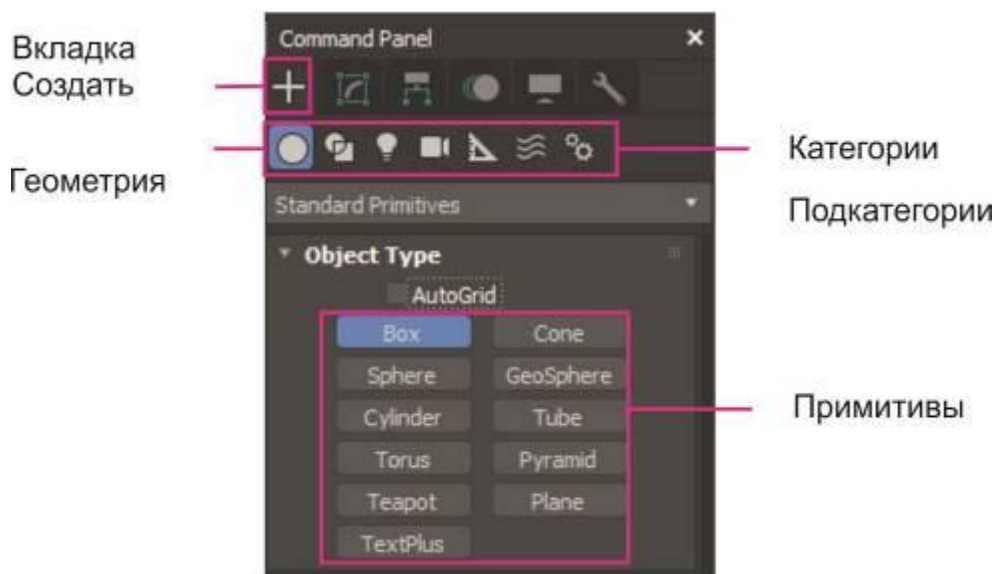 Вкладка
Создать
Геометрия
Command Panel
Standard Primitives
Object Type
AutoGrid
Box Cone
Sphere GeoSphere
Cylinder Tube
Torus Pyramid
Teapot Plane
TextPlus
Категории
Подкатегории
Примитивы